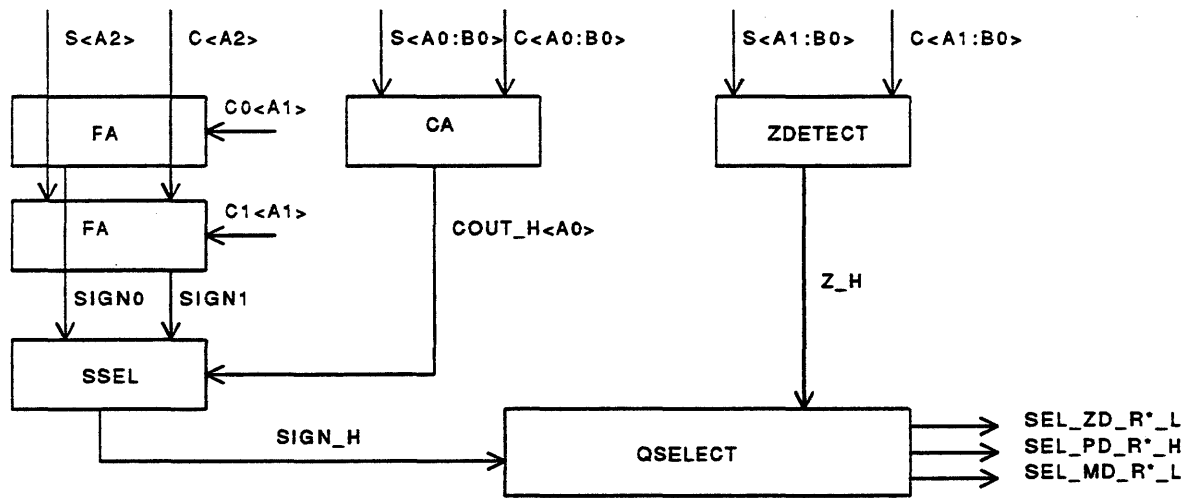 S<A2>
C<A2>
S<A0:B0>
C<A0:B0>
S<A1:B0>
C<A1:B0>
FA
C0<A1>
CA
ZDETECT
FA
C1<A1>
COUT_H<A0>
Z_H
SIGN0
SIGN1
SSEL
SIGN_H
QSELECT
SEL_ZD_R*_L
SEL_PD_R*_H
SEL_MD_R*_L